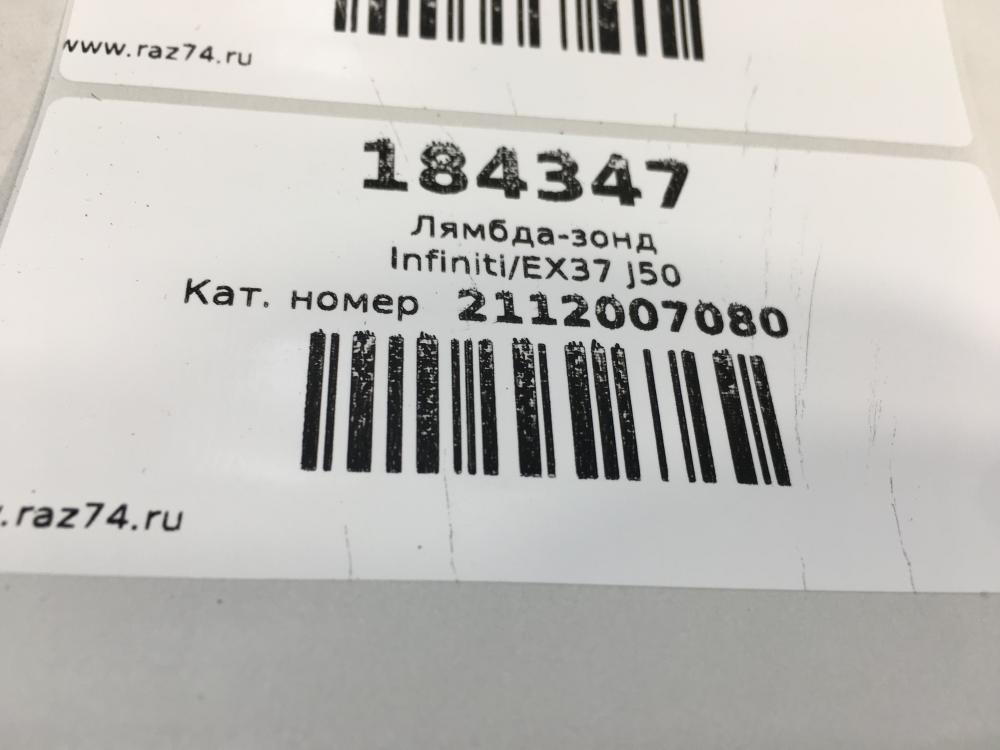 www.raz74.ru
184347
Лямбда-зонд
Infiniti/EX37 J50
Кат. номер 2112007080
.raz74.ru